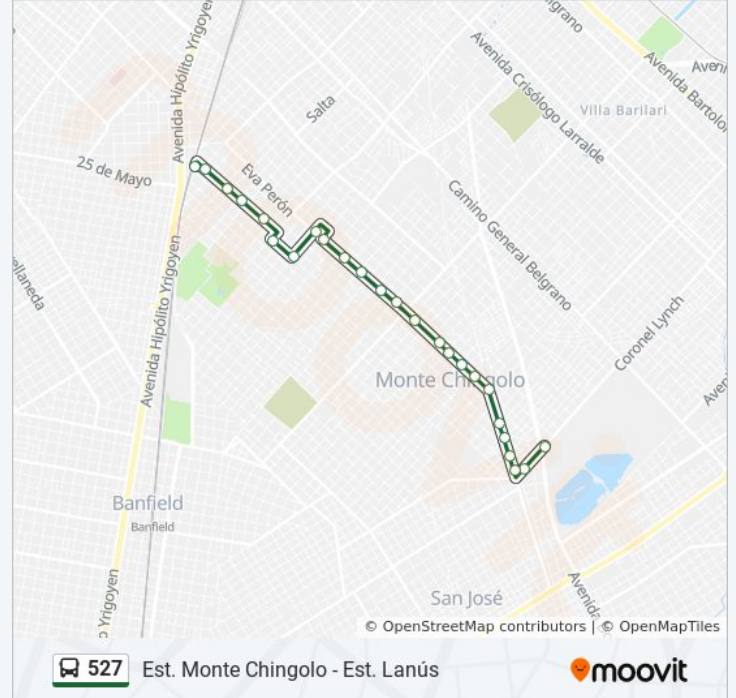 Belgrano
Avenida Hipólito Yrigoyen
Avenida Crisólogo Larralde
Aveni
Avenida Bartolo
Villa Barilari
Salta
25 de Mayo
Eva Perón
Camino General Belgrano
ellaneda
Avenida Hipólito Yrigoyen
Coronel Lynch
Monte Chingolo
Ave
Banfield
Banfield
San José
Avenida
o Yrigoyen
© OpenStreetMap contributors | © OpenMapTiles
527 Est. Monte Chingolo - Est. Lanús
moovit